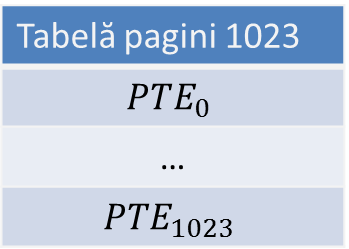 Tabelă pagini 1023
PTE₀
...
PTE₁₀₂₃